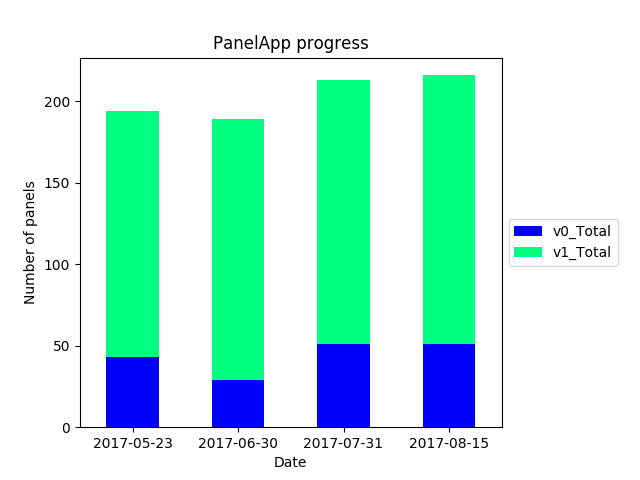 PanelApp progress
Number of panels
200
150
100
50
0
2017-05-23 2017-06-30 2017-07-31 2017-08-15
Date
v0_Total
v1_Total